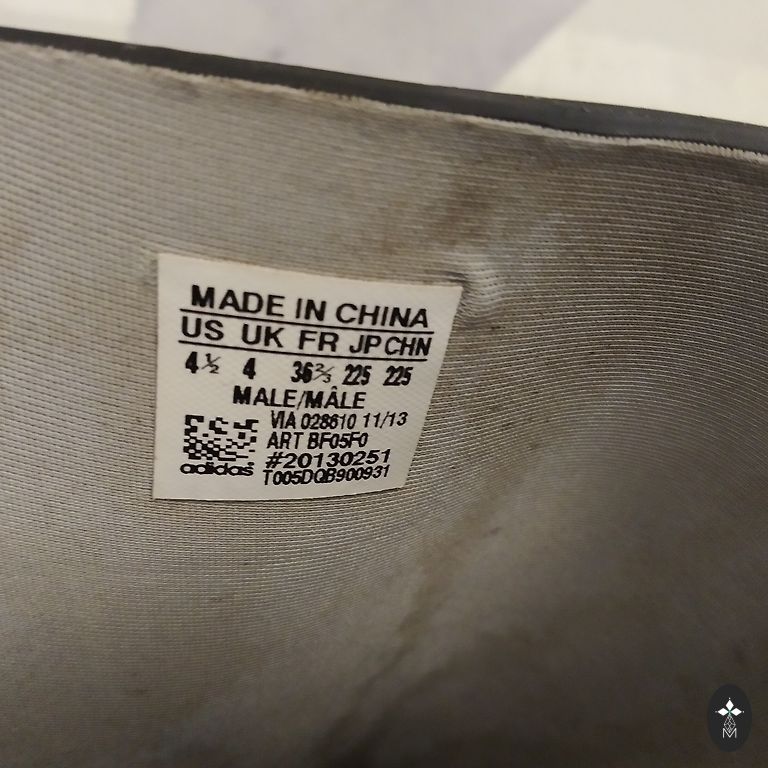 MADE IN CHINA
US UK FR JP CHN
4½ 4 36⅔ 225 225
MALE/MÂLE
VIA 028610 11/13
ART BF05F0
#20130251
adidas T005DQB900931
M